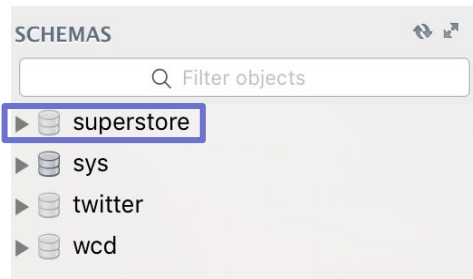 SCHEMAS
Filter objects
superstore
sys
twitter
wcd